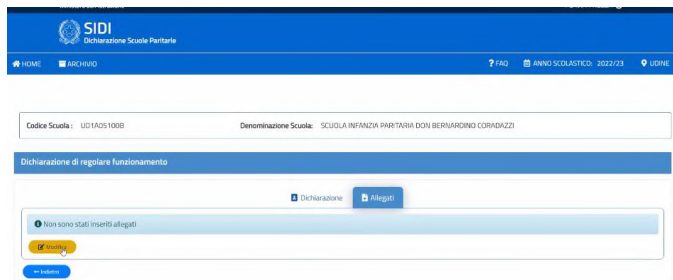 SIDI
Dichiarazione Scuole Paritarie
HOME ARCHIVIO ? FAQ ANNO SCOLASTICO: 2022/23 UDINE
Codice Scuola : UD1A05100B Denominazione Scuola: SCUOLA INFANZIA PARITARIA DON BERNARDINO CORADAZZI
Dichiarazione di regolare funzionamento
Dichiarazione Allegati
Non sono stati inseriti allegati
Modifica
← Indietro